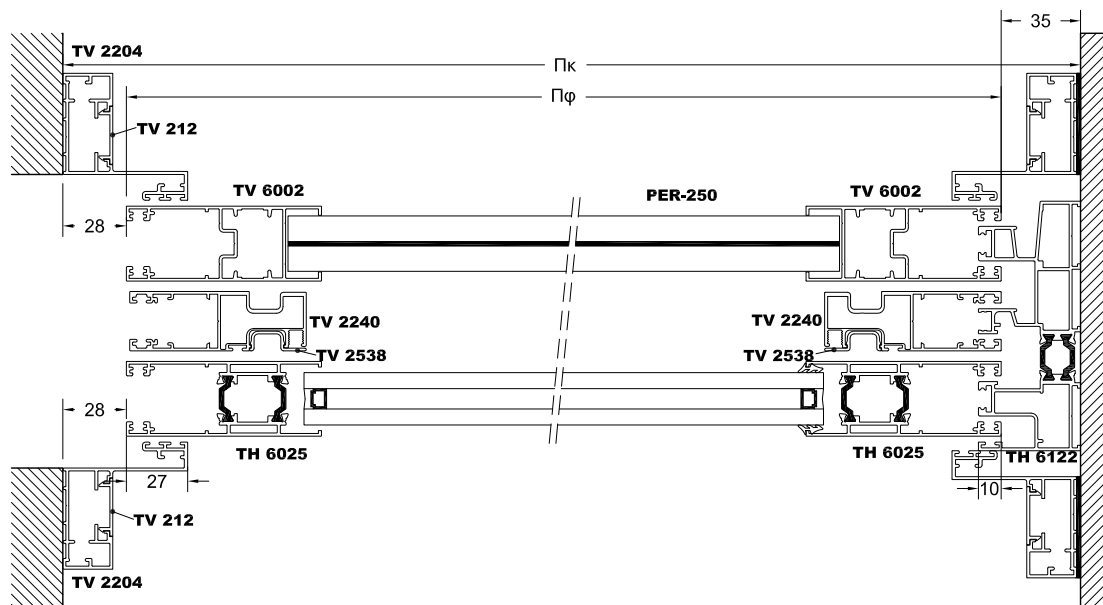 35
TV 2204
Πκ
Πφ
TV 212
TV 6002
PER-250
TV 6002
28
TV 2240
TV 2240
TV 2538
TV 2538
28
TH 6025
TH 6025
TH 6122
27
10
TV 212
TV 2204